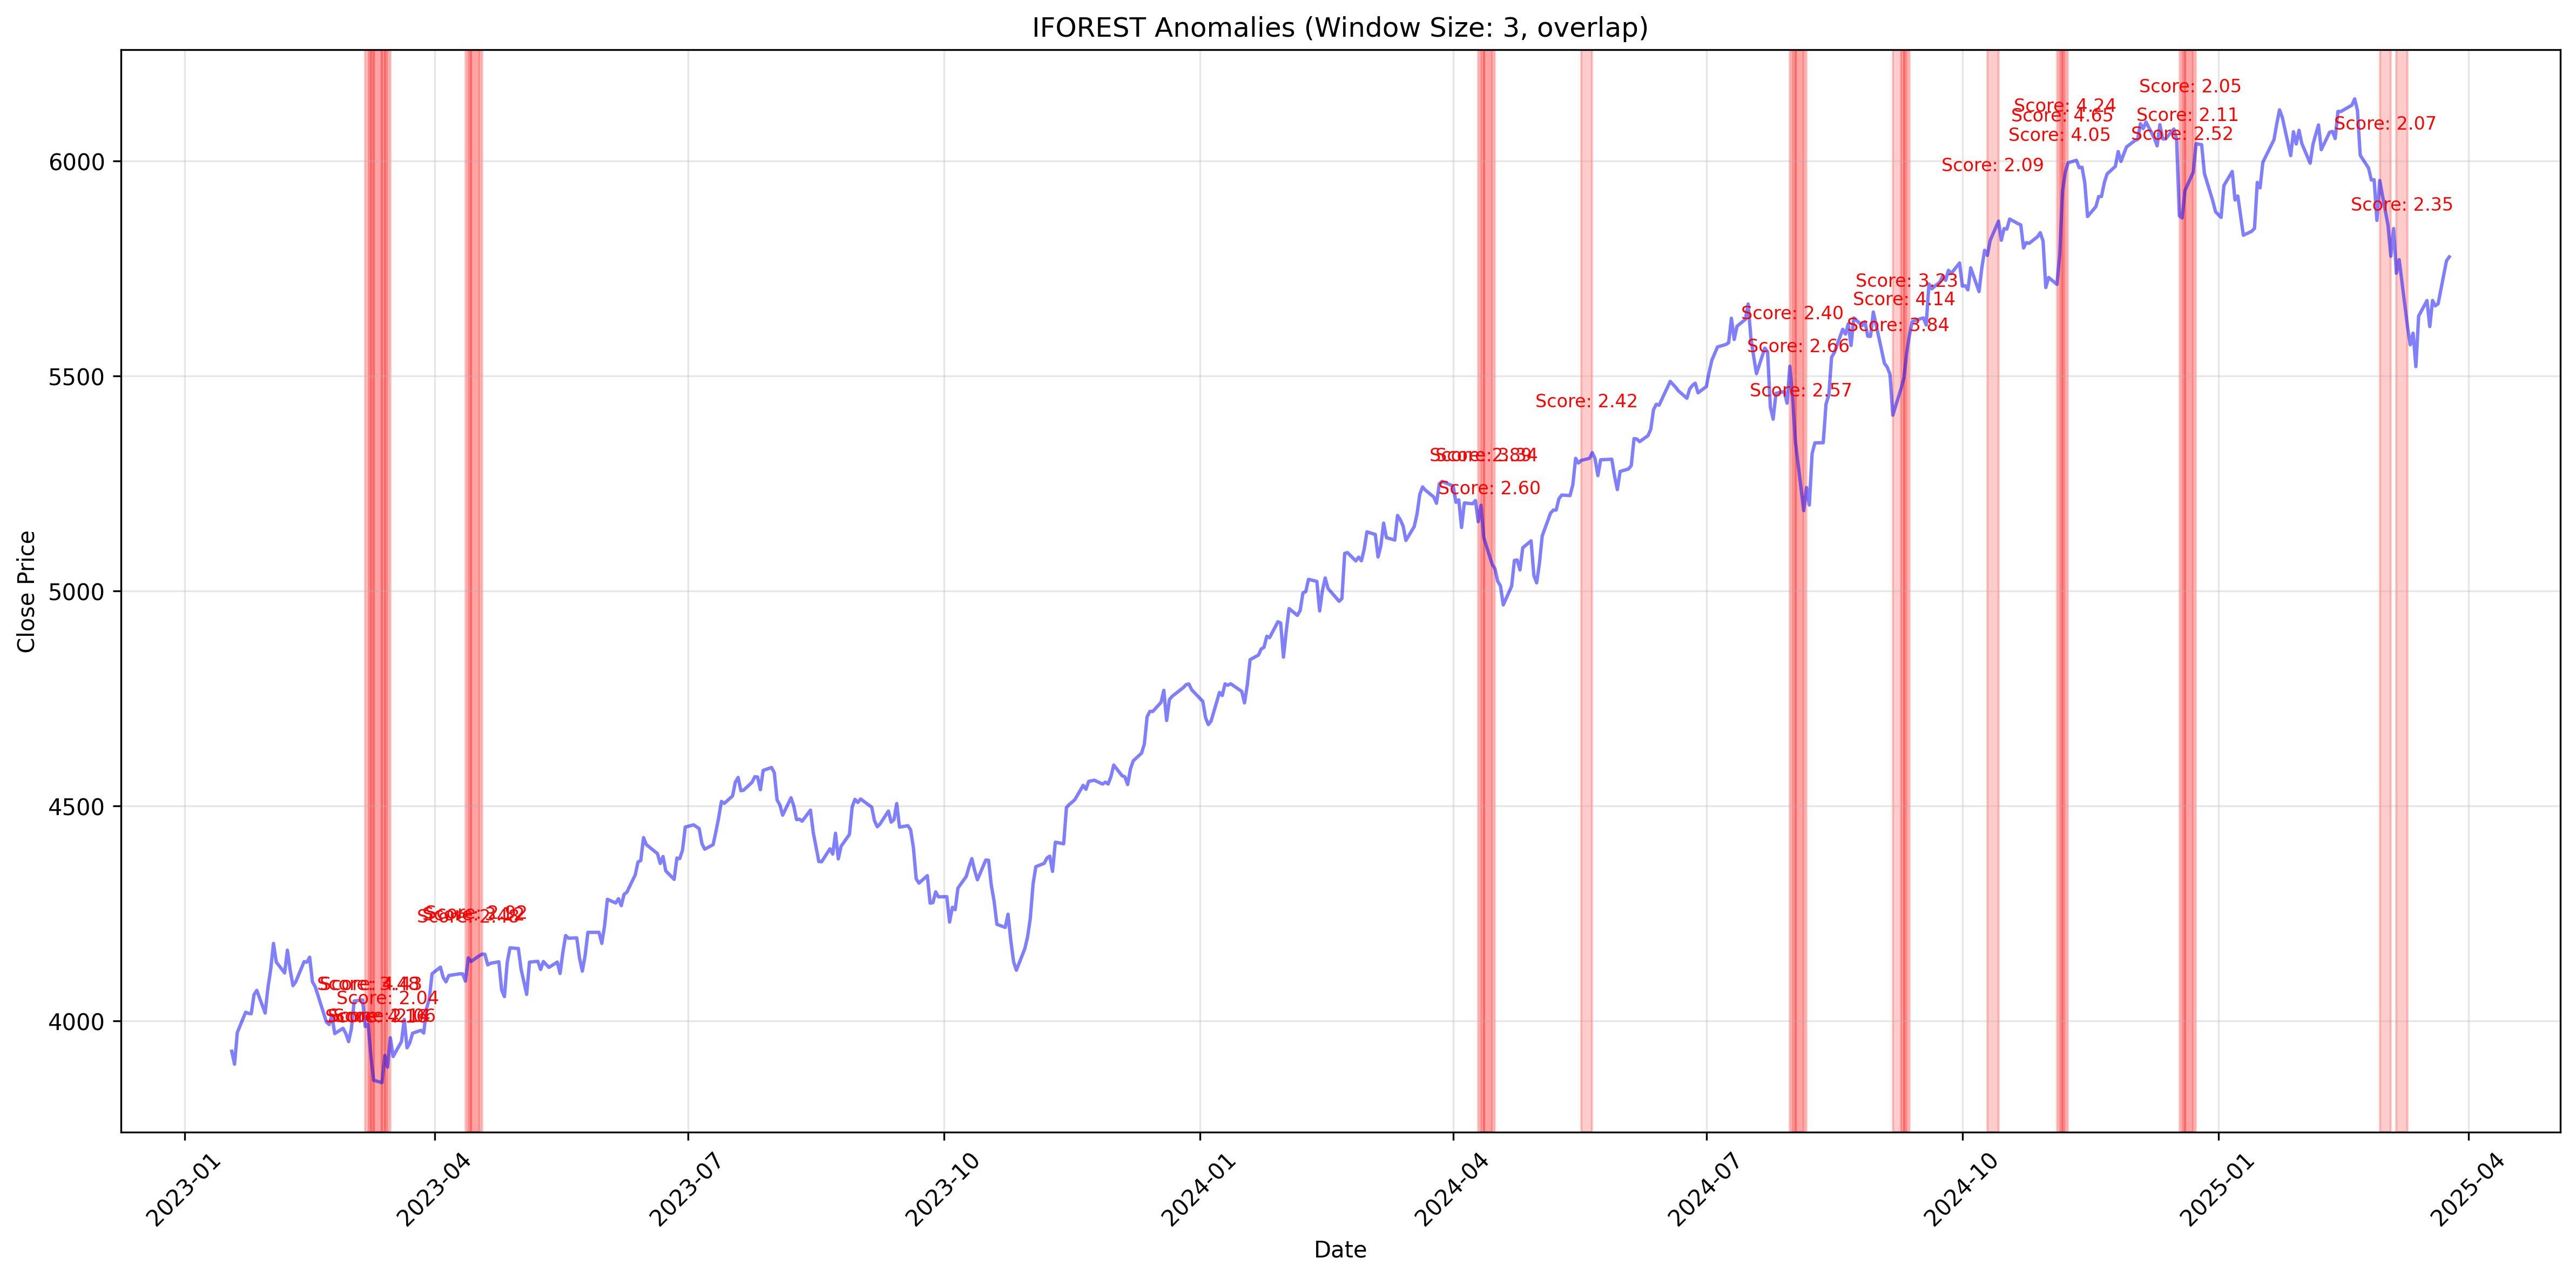 IFOREST Anomalies (Window Size: 3, overlap)
Score: 2.05
Score: 4.24
Score: 4.65
Score: 2.11
Score: 2.07
Score: 4.05
Score: 2.52
Score: 2.09
Score: 2.35
Score: 3.23
Score: 4.14
Score: 2.40
Score: 3.84
Score: 2.66
Score: 2.57
Score: 2.42
Score: 2.60
Score: 2.04
6000
5500
5000
4500
4000
Close Price
2023-01
2023-04
2023-07
2023-10
2024-01
2024-04
2024-07
2024-10
2025-01
2025-04
Date